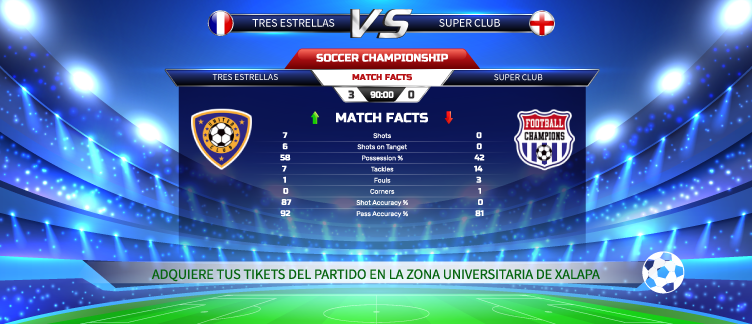 TRES ESTRELLAS VS SUPER CLUB
SOCCER CHAMPIONSHIP
TRES ESTRELLAS MATCH FACTS SUPER CLUB
3 90:00 0
MATCH FACTS
7 Shots 0
6 Shots on Tanget 0
58 Possession % 42
7 Tackles 14
1 Fouls 3
0 Corners 1
87 Shot Accuracy % 0
92 Pass Accuracy % 81
CLUB
FOOTBALL
CHAMPIONS
ADQUIERE TUS TIKETS DEL PARTIDO EN LA ZONA UNIVERSITARIA DE XALAPA